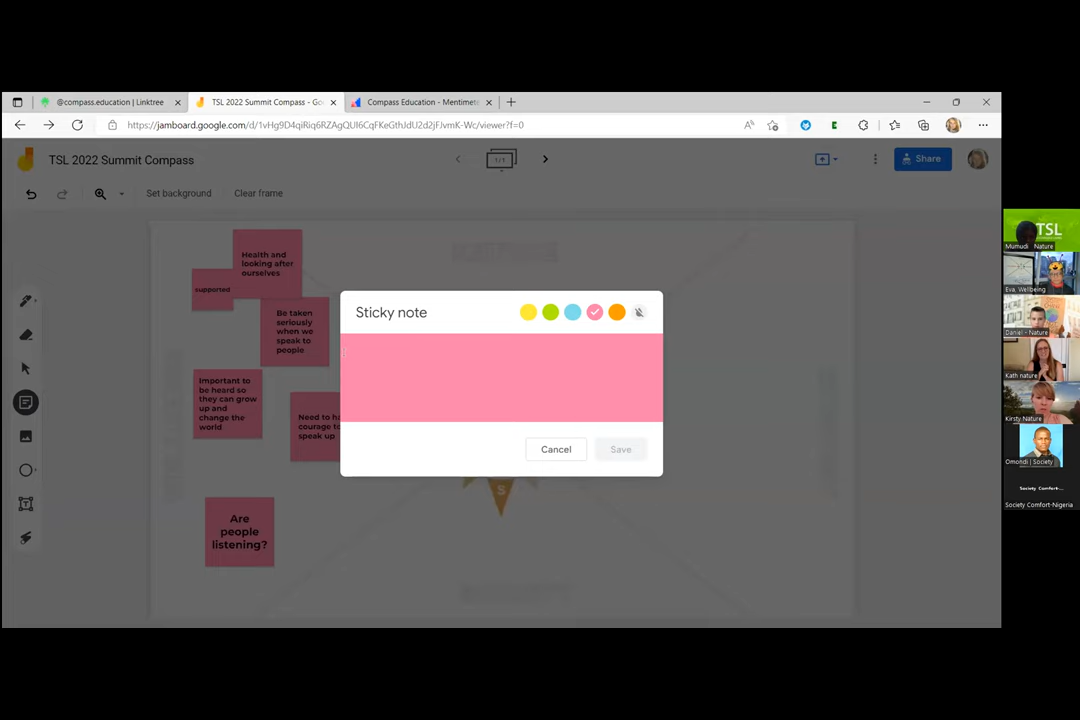 @compass.education | Linktree
TSL 2022 Summit Compass - Go
Compass Education - Mentimete
https://jamboard.google.com/d/1vHg9D4qiRiq6RZAgQUI6CqFKeGthJdU2d2jFJvmK-Wc/viewer?f=0
TSL 2022 Summit Compass
1/1
Share
Set background
Clear frame
Health and
looking after
ourselves
supported
Be taken
seriously
when we
speak to
people
Important to
be heard so
they can grow
up and
change the
world
Need to ha
courage to
speak up
Are
people
listening?
Sticky note
Cancel
Save
S
TSL
Mumudi Nature
Eva, Wellbeing
Daniel - Nature
Kath nature
Kirsty Nature
Omondi | Society
Society Comfort-...
Society Comfort-Nigeria